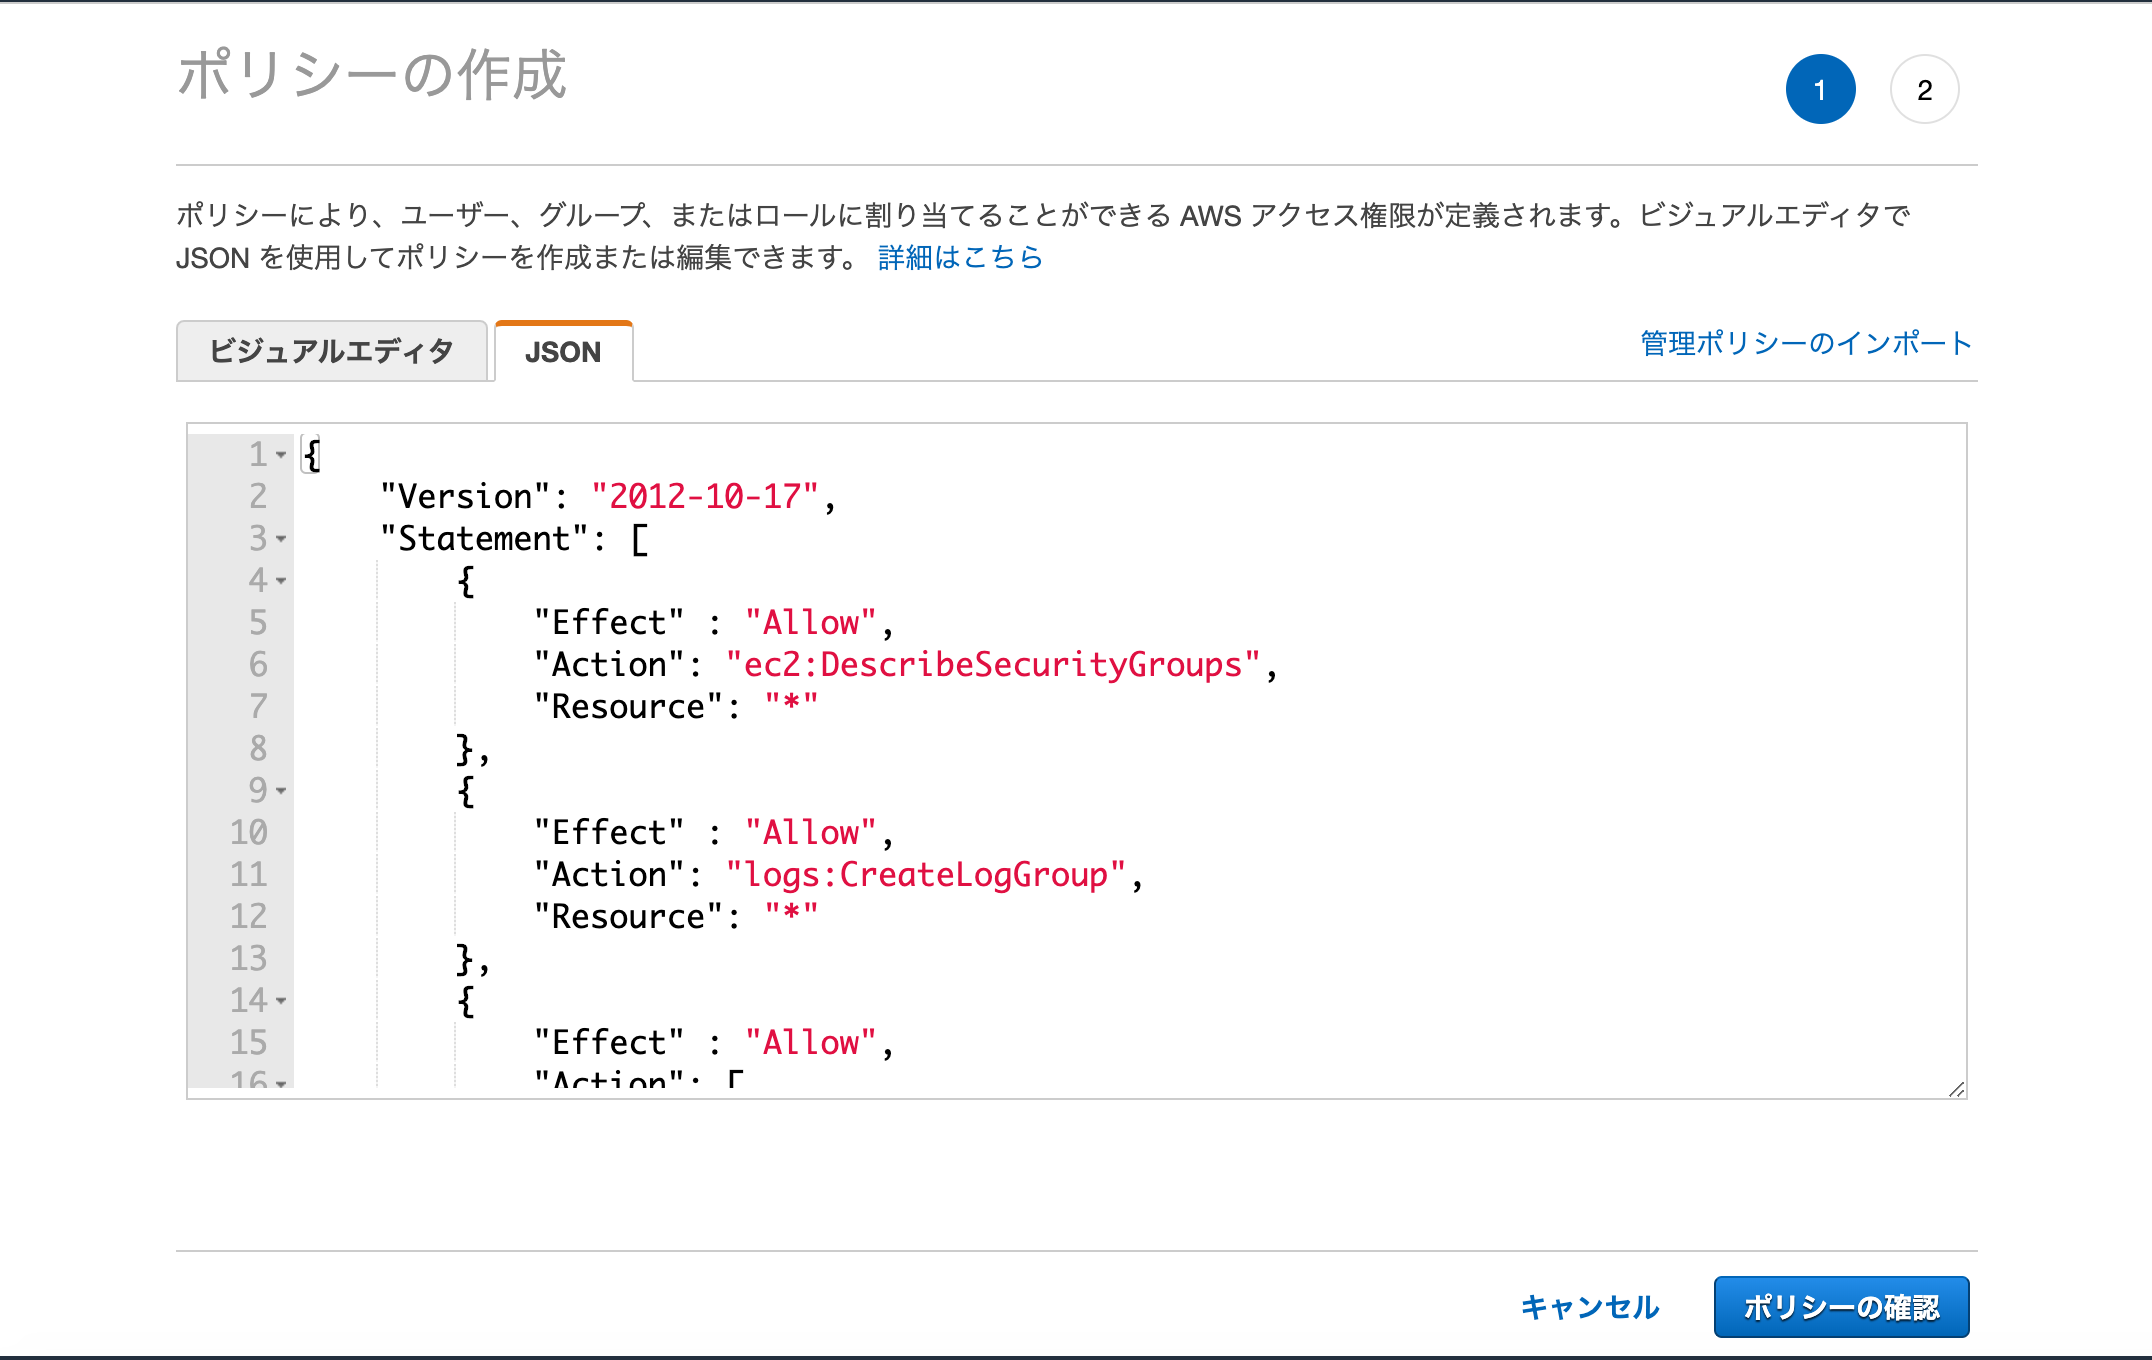 ポリシーの作成
1
2
ポリシーにより、ユーザー、グループ、またはロールに割り当てることができる AWS アクセス権限が定義されます。ビジュアルエディタで
JSON を使用してポリシーを作成または編集できます。 詳細はこちら
ビジュアルエディタ
JSON
管理ポリシーのインポート
1 {
2     "Version": "2012-10-17",
3     "Statement": [
4         {
5             "Effect" : "Allow",
6             "Action": "ec2:DescribeSecurityGroups",
7             "Resource": "*"
8         },
9         {
10             "Effect" : "Allow",
11             "Action": "logs:CreateLogGroup",
12             "Resource": "*"
13         },
14         {
15             "Effect" : "Allow",
16             "Action": [
キャンセル
ポリシーの確認